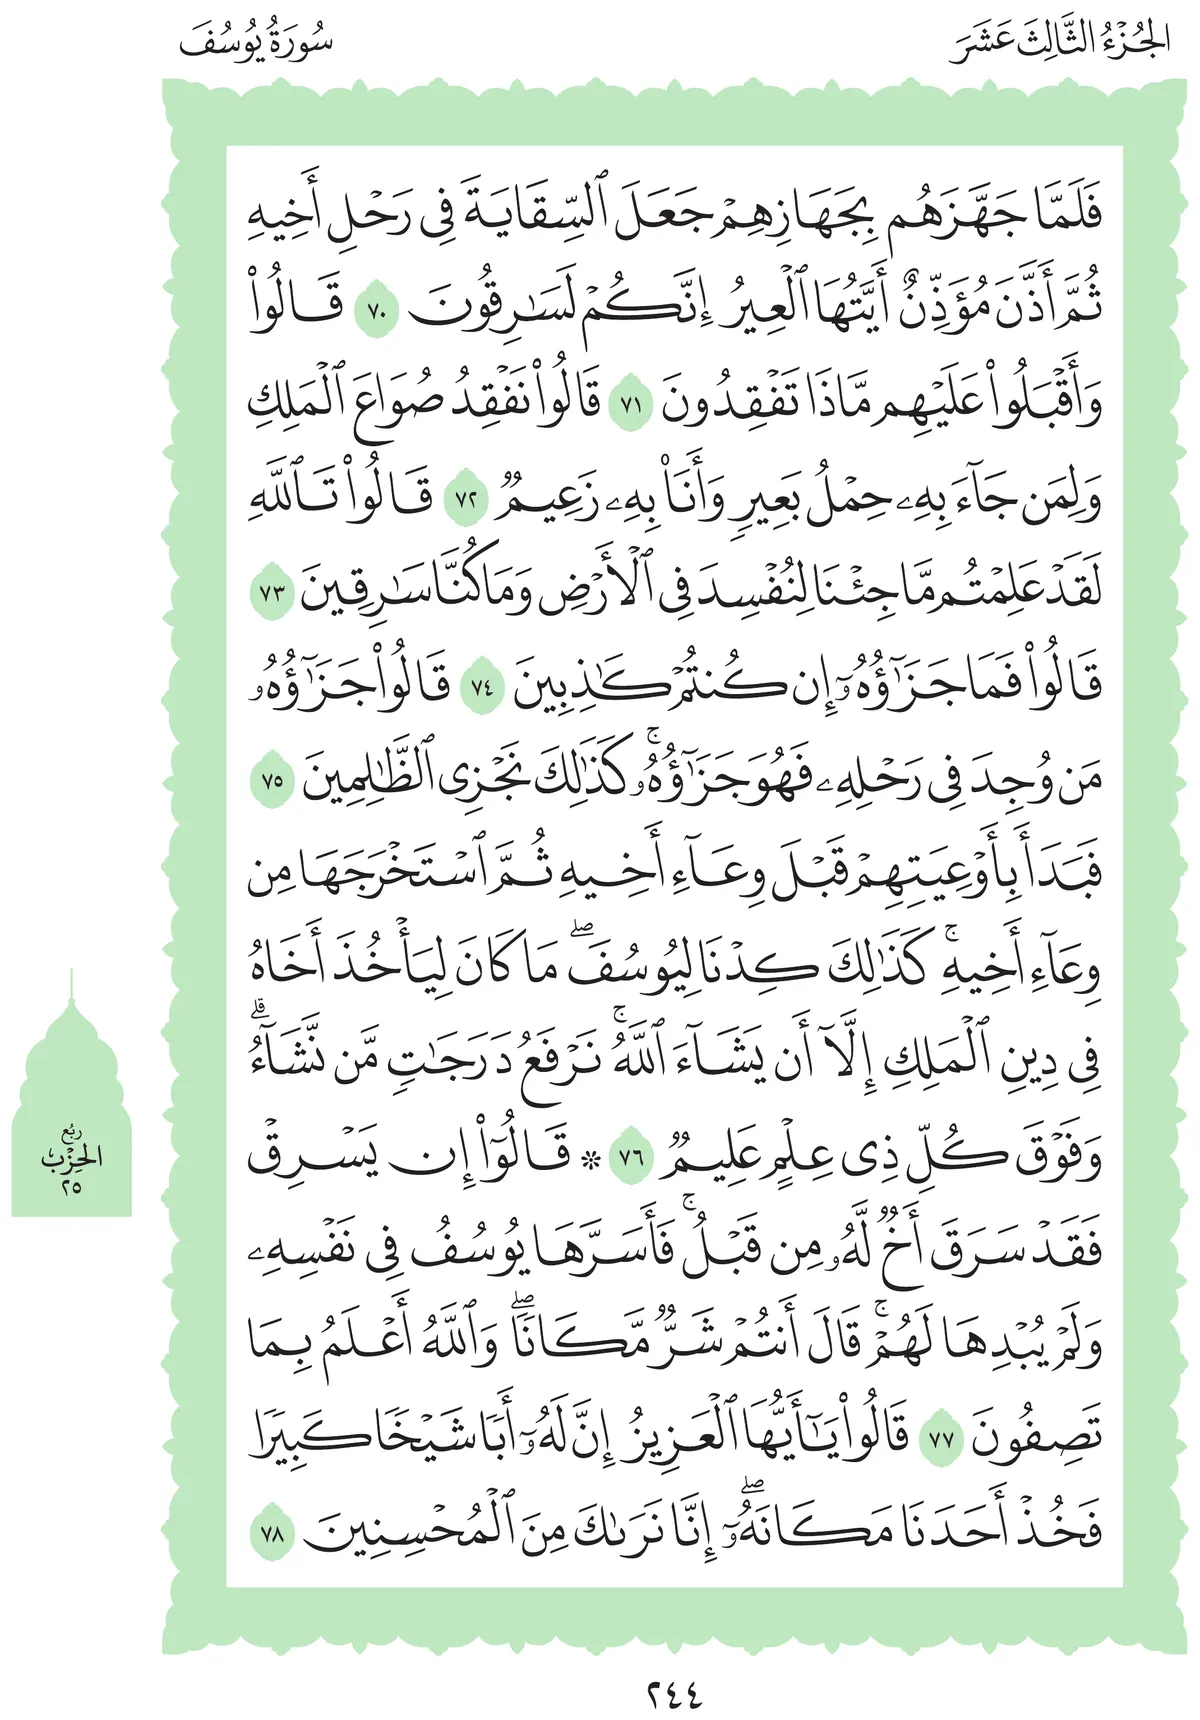 الجُزْءُ الثَّالِثَ عَشَرَ
سُورَةُ يُوسُفَ
فَلَمَّا جَهَّزَهُم بِجَهَازِهِمْ جَعَلَ ٱلسِّقَايَةَ فِى رَحْلِ أَخِيهِ
ثُمَّ أَذَّنَ مُؤَذِّنٌ أَيَّتُهَا ٱلْعِيرُ إِنَّكُمْ لَسَٰرِقُونَ ٧٠ قَالُوا۟
وَأَقْبَلُوا۟ عَلَيْهِم مَّاذَا تَفْقِدُونَ ٧١ قَالُوا۟ نَفْقِدُ صُوَاعَ ٱلْمَلِكِ
وَلِمَن جَآءَ بِهِۦ حِمْلُ بَعِيرٍ وَأَنَا۠ بِهِۦ زَعِيمٌ ٧٢ قَالُوا۟ تَٱللَّهِ
لَقَدْ عَلِمْتُم مَّا جِئْنَا لِنُفْسِدَ فِى ٱلْأَرْضِ وَمَا كُنَّا سَٰرِقِينَ ٧٣
قَالُوا۟ فَمَا جَزَٰٓؤُهُۥٓ إِن كُنتُمْ كَٰذِبِينَ ٧٤ قَالُوا۟ جَزَٰٓؤُهُۥ
مَن وُجِدَ فِى رَحْلِهِۦ فَهُوَ جَزَٰٓؤُهُۥۚ كَذَٰلِكَ نَجْزِى ٱلظَّٰلِمِينَ ٧٥
فَبَدَأَ بِأَوْعِيَتِهِمْ قَبْلَ وِعَآءِ أَخِيهِ ثُمَّ ٱسْتَخْرَجَهَا مِن
وِعَآءِ أَخِيهِۚ كَذَٰلِكَ كِدْنَا لِيُوسُفَۖ مَا كَانَ لِيَأْخُذَ أَخَاهُ
فِى دِينِ ٱلْمَلِكِ إِلَّآ أَن يَشَآءَ ٱللَّهُۚ نَرْفَعُ دَرَجَٰتٍ مَّن نَّشَآءُۗ
وَفَوْقَ كُلِّ ذِى عِلْمٍ عَلِيمٌ ٧٦ * قَالُوٓا۟ إِن يَسْرِقْ
فَقَدْ سَرَقَ أَخٌ لَّهُۥ مِن قَبْلُۚ فَأَسَرَّهَا يُوسُفُ فِى نَفْسِهِۦ
وَلَمْ يُبْدِهَا لَهُمْۚ قَالَ أَنتُمْ شَرٌّ مَّكَانًاۖ وَٱللَّهُ أَعْلَمُ بِمَا
تَصِفُونَ ٧٧ قَالُوا۟ يَٰٓأَيُّهَا ٱلْعَزِيزُ إِنَّ لَهُۥٓ أَبًا شَيْخًا كَبِيرًا
فَخُذْ أَحَدَنَا مَكَانَهُۥٓۖ إِنَّا نَرَىٰكَ مِنَ ٱلْمُحْسِنِينَ ٧٨
رُبُع
الحِزْب
٢٥
٢٤٤